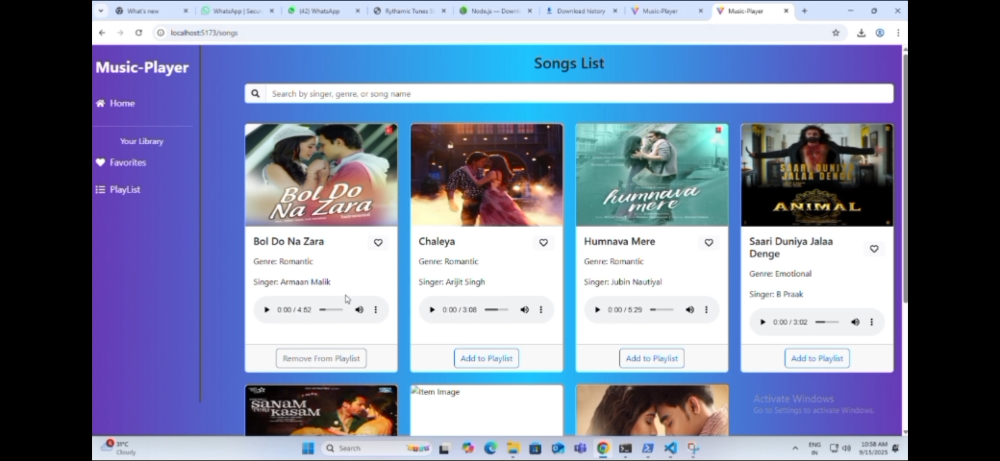 What's new
WhatsApp | Secur
(42) WhatsApp
Rythamic Tunes S
Node.js — Downl
Download history
Music-Player
Music-Player
localhost:5173/songs
Music-Player
Home
Your Library
Favorites
PlayList
Songs List
Search by singer, genre, or song name
BOL DO
NA ZARA
Instrumental
humnava
mere
SAARI DUNIYA
JALAA DENGE
ANIMAL
Bol Do Na Zara
Genre: Romantic
Singer: Armaan Malik
0:00 / 4:52
Remove From Playlist
Chaleya
Genre: Romantic
Singer: Arijit Singh
0:00 / 3:08
Add to Playlist
Humnava Mere
Genre: Romantic
Singer: Jubin Nautiyal
0:00 / 5:29
Add to Playlist
Saari Duniya Jalaa
Denge
Genre: Emotional
Singer: B Praak
0:00 / 3:02
Add to Playlist
SANAM
TERI KASAM
Item Image
Activate Windows
Go to Settings to activate Windows.
6
31°C
Cloudy
Search
ENG
IN
10:58 AM
9/15/2025